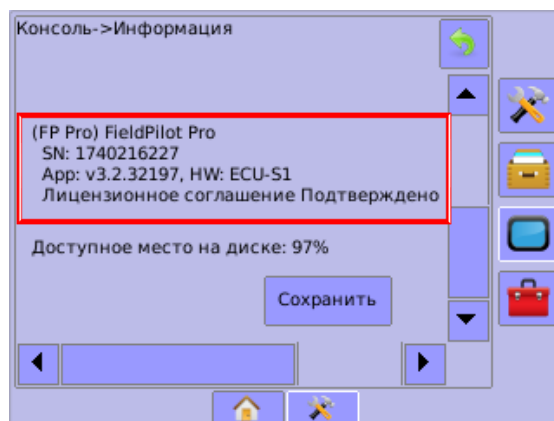 Консоль->Информация
(FP Pro) FieldPilot Pro
SN: 1740216227
App: v3.2.32197, HW: ECU-S1
Лицензионное соглашение Подтверждено
Доступное место на диске: 97%
Сохранить